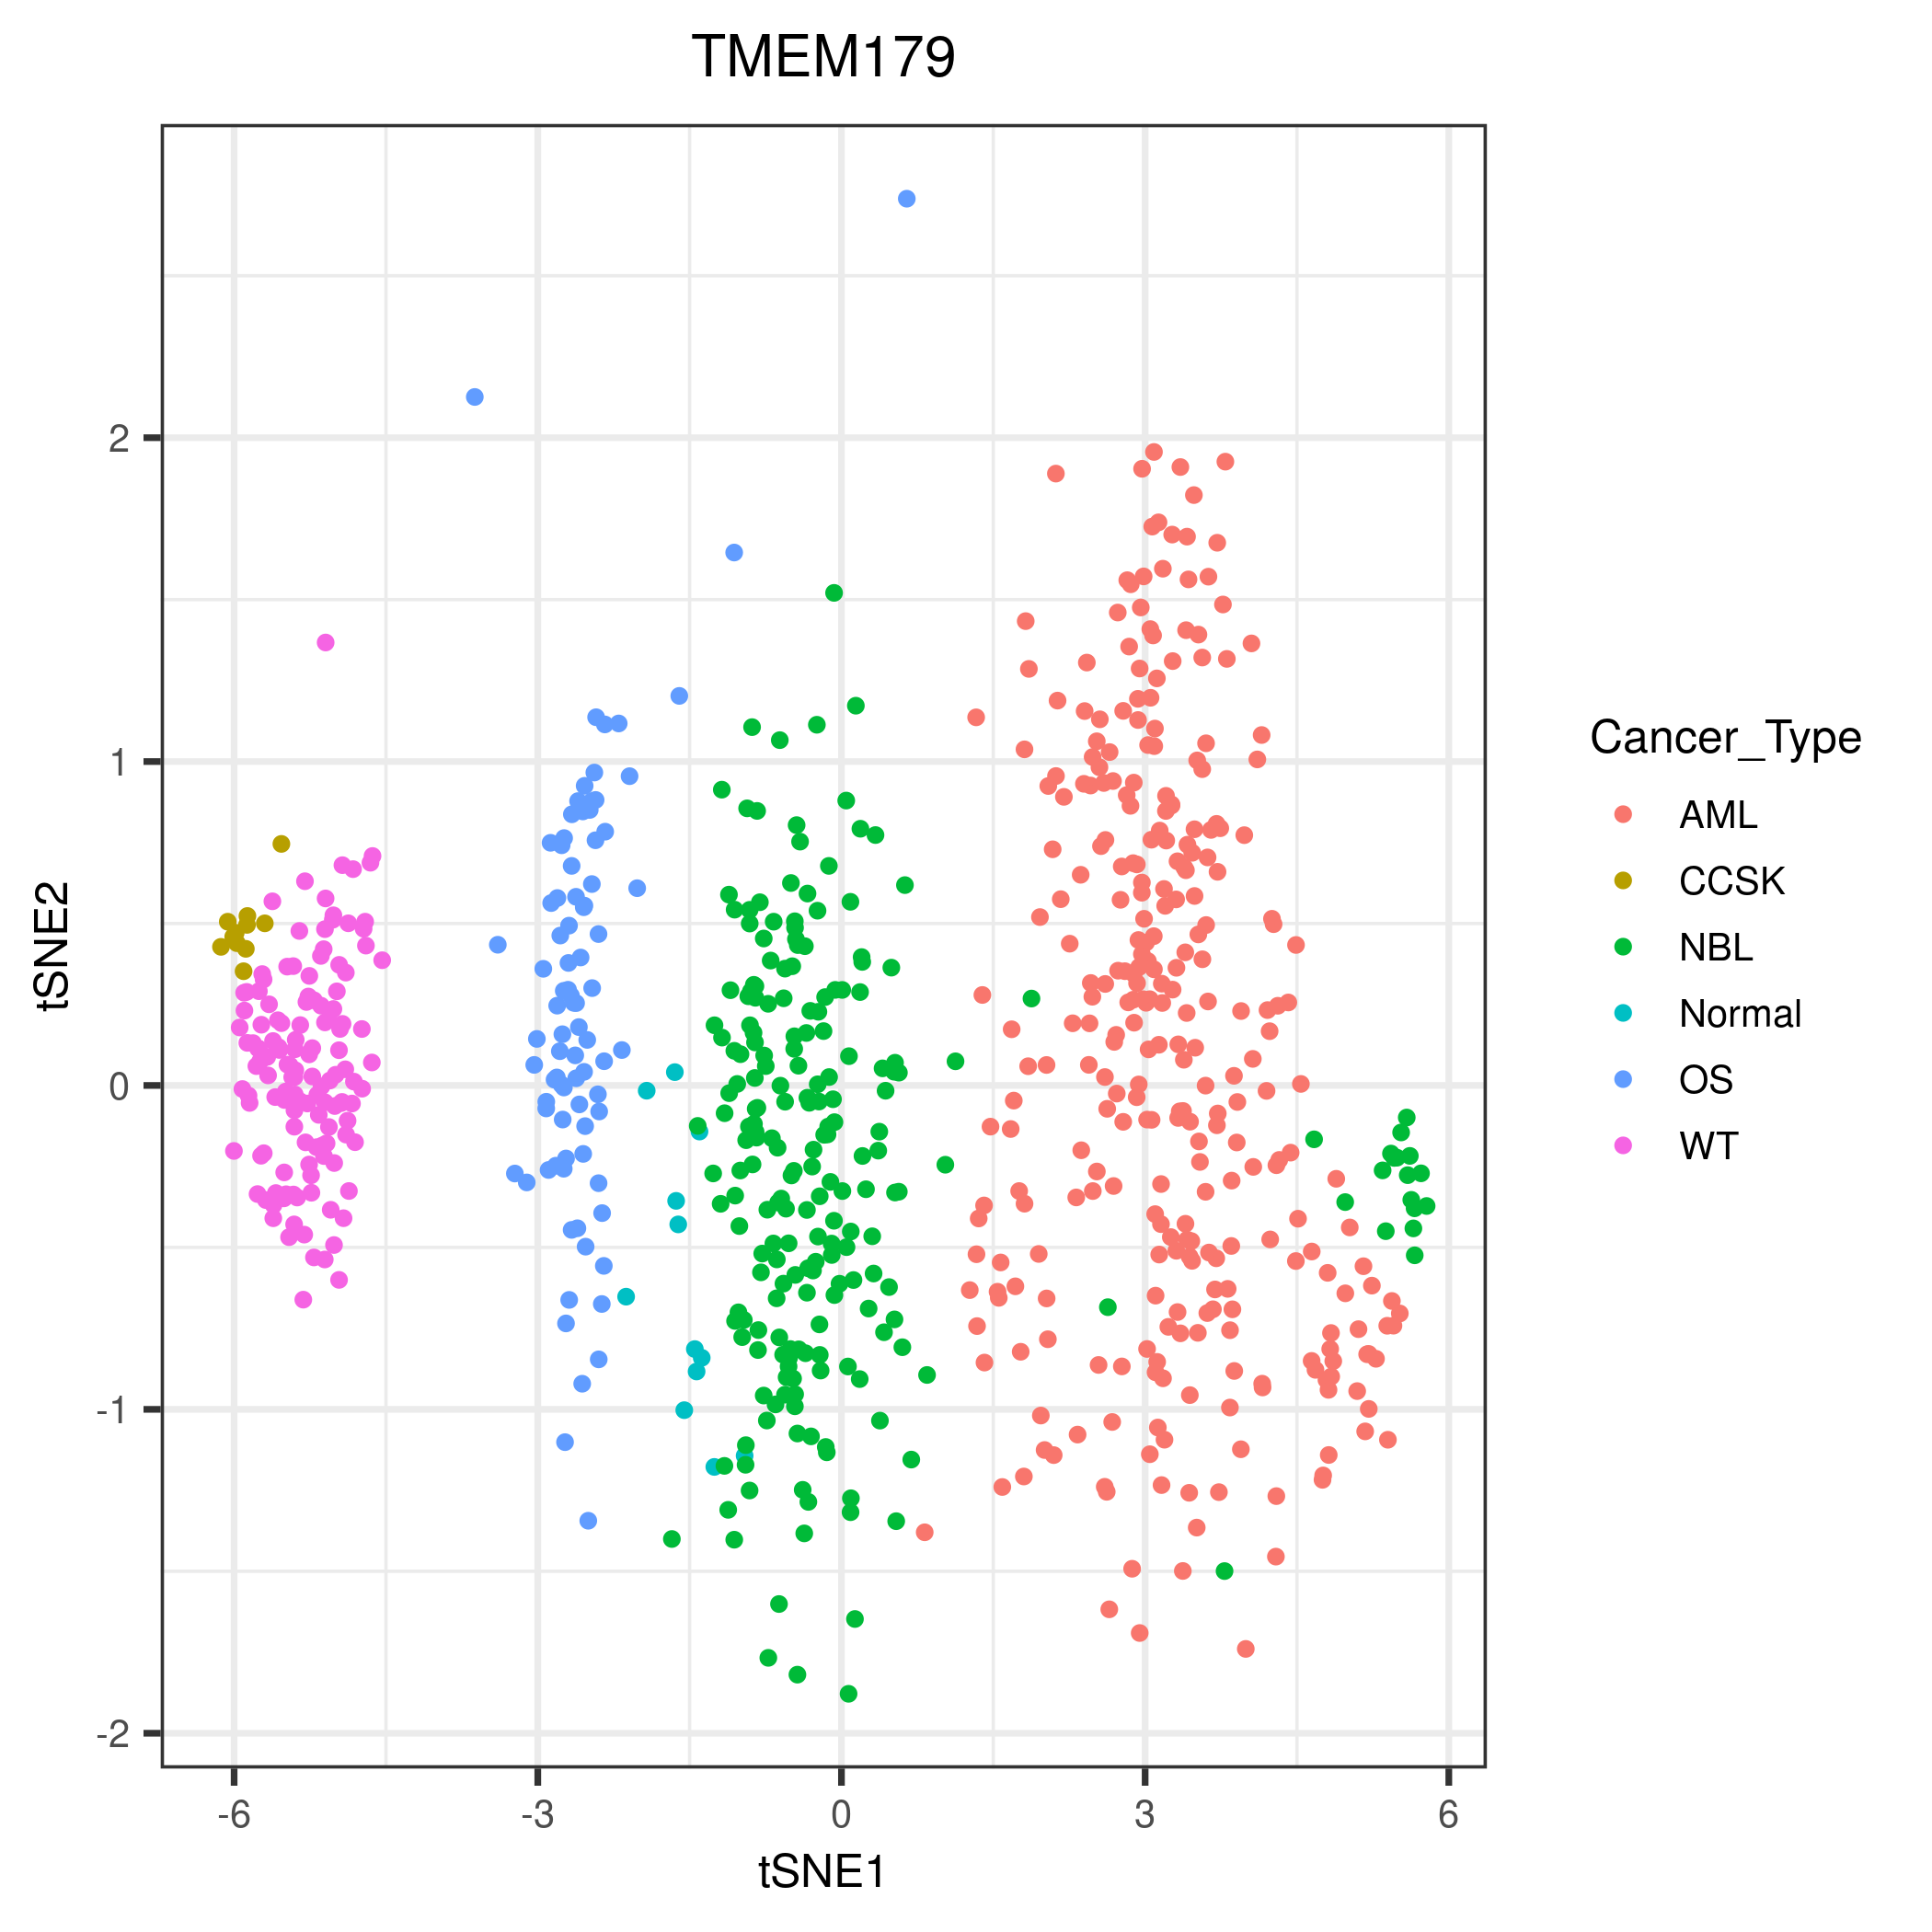 TMEM179
tSNE2
2
1
0
-1
-2
-6
-3
0
3
6
tSNE1
Cancer_Type
AML
CCSK
NBL
Normal
OS
WT